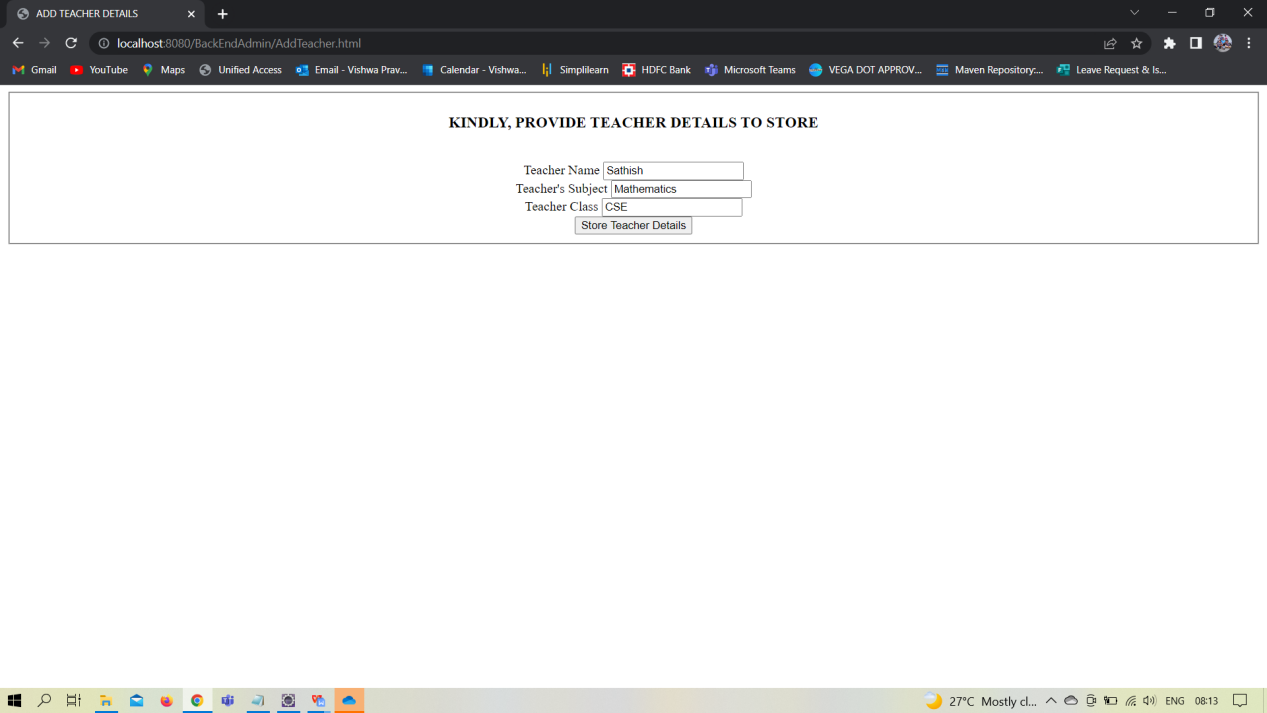 ADD TEACHER DETAILS
localhost:8080/BackEndAdmin/AddTeacher.html
Gmail YouTube Maps Unified Access Email - Vishwa Prav... Calendar - Vishwa... Simplilearn HDFC Bank Microsoft Teams VEGA DOT APPROV... Maven Repository:... Leave Request & Is...
KINDLY, PROVIDE TEACHER DETAILS TO STORE
Teacher Name Sathish
Teacher's Subject Mathematics
Teacher Class CSE
Store Teacher Details
27°C Mostly cl... ENG 08:13